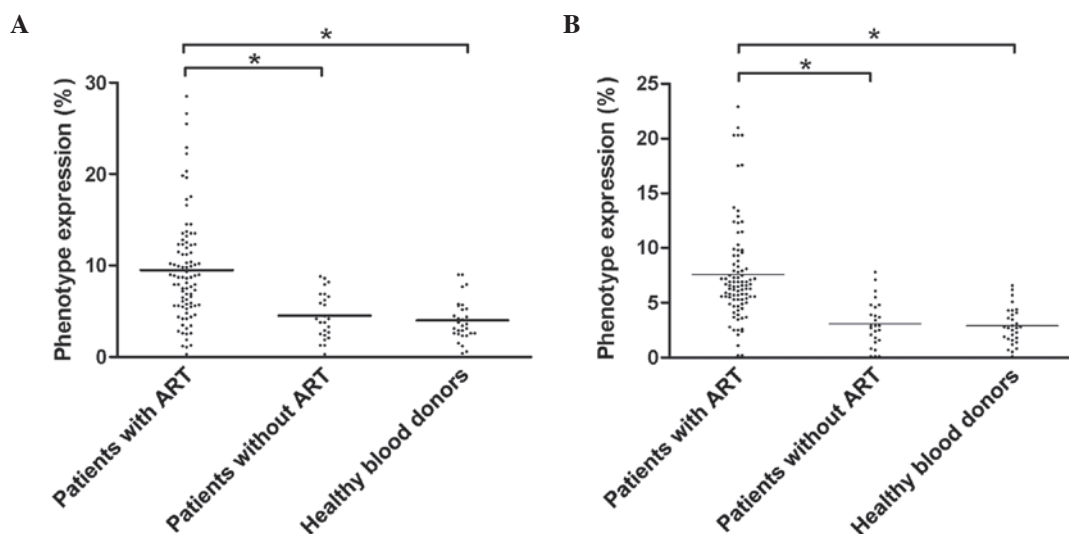 A
B
*
*
*
*
Phenotype expression (%)
30
20
10
0
Patients with ART
Patients without ART
Healthy blood donors
Phenotype expression (%)
25
20
15
10
5
0
Patients with ART
Patients without ART
Healthy blood donors